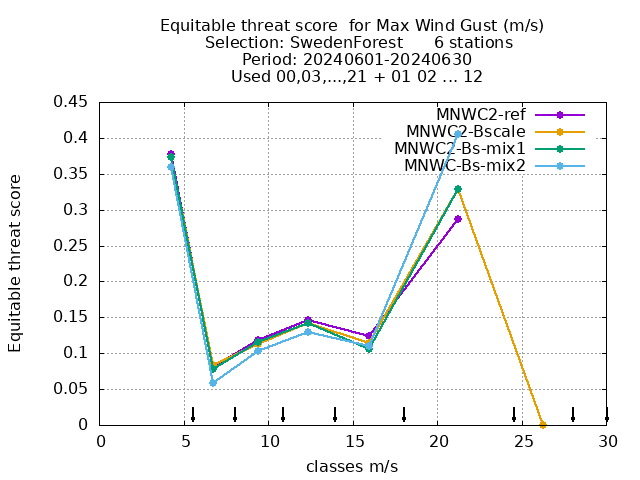 Equitable threat score  for Max Wind Gust (m/s)
Selection: SwedenForest      6 stations
Period: 20240601-20240630
Used 00,03,...,21 + 01 02 ... 12
MNWC2-ref
MNWC2-Bscale
MNWC2-Bs-mix1
MNWC-Bs-mix2
Equitable threat score
0.45
0.4
0.35
0.3
0.25
0.2
0.15
0.1
0.05
0
0 5 10 15 20 25 30
classes m/s